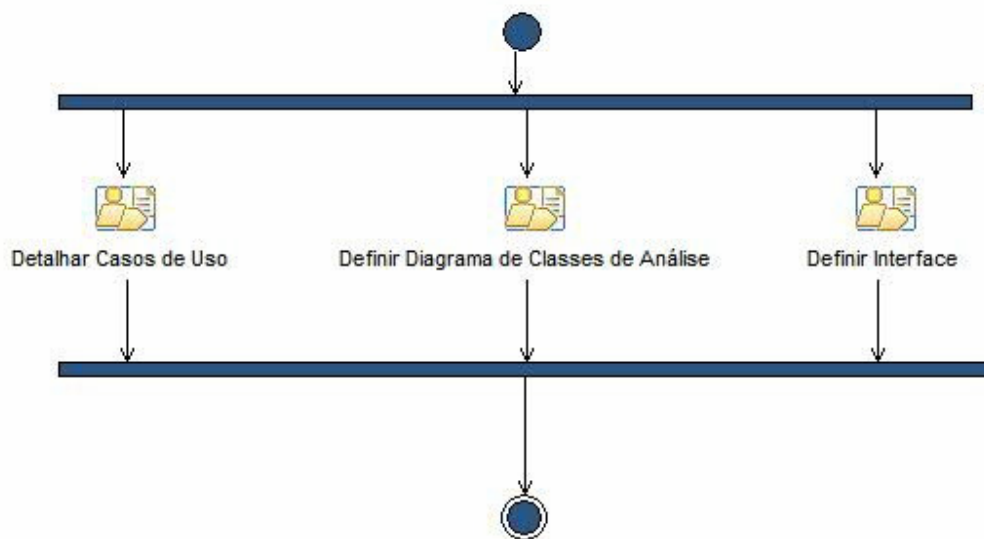 Detalhar Casos de Uso
Definir Diagrama de Classes de Análise
Definir Interface